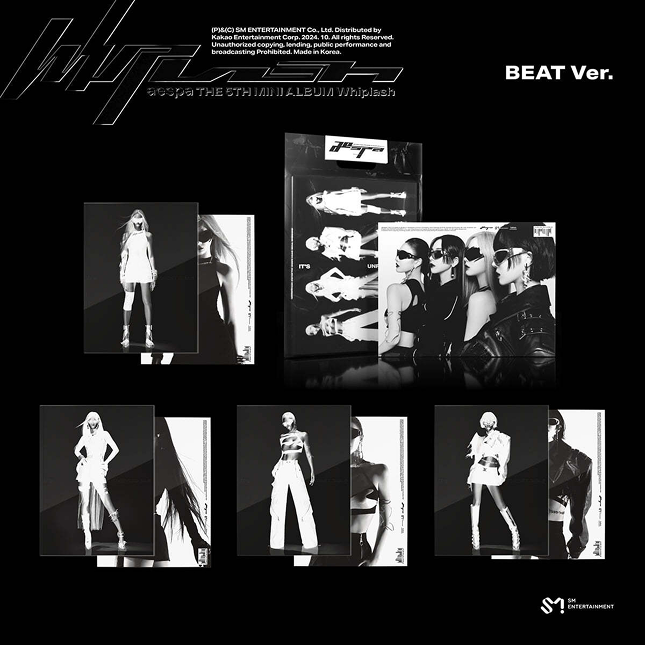 Whiplash
(P)&(C) SM ENTERTAINMENT Co., Ltd. Distributed by
Kakao Entertainment Corp. 2024. 10. All rights Reserved.
Unauthorized copying, lending, public performance and
broadcasting Prohibited. Made in Korea.
aespa THE 5TH MINI ALBUM Whiplash
BEAT Ver.
aespa
IT'S
SM
ENTERTAINMENT